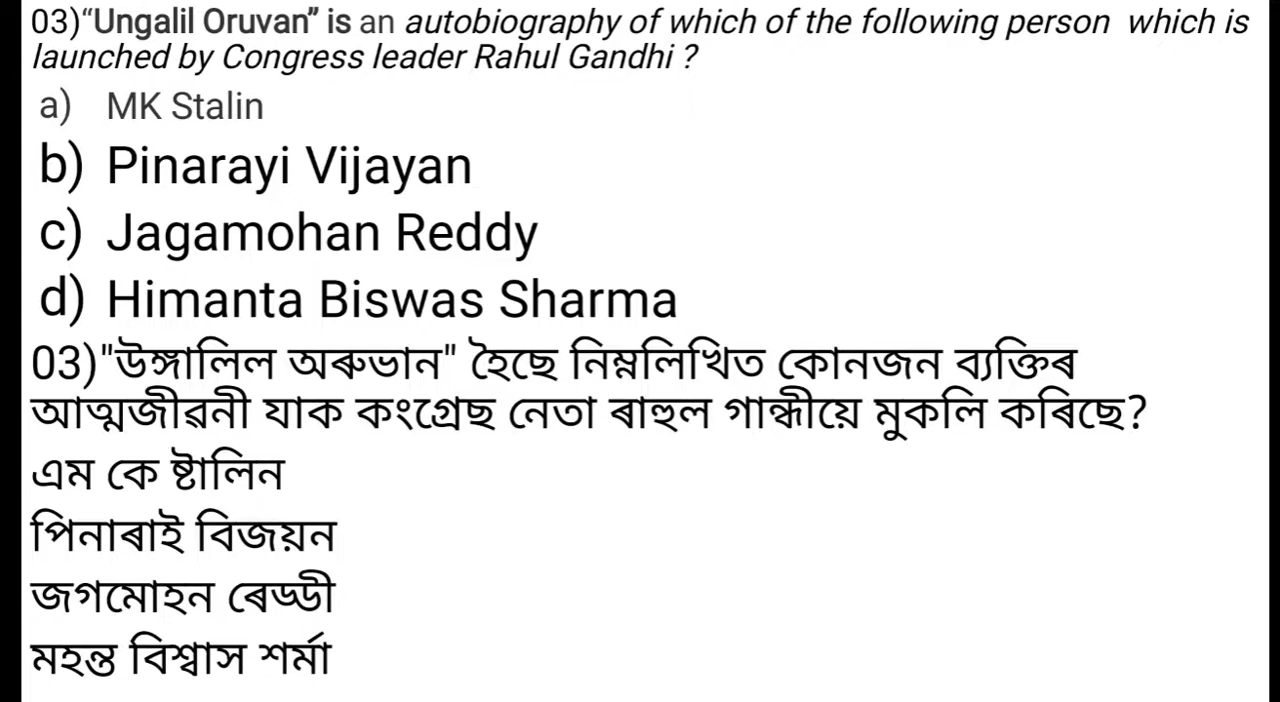 03)“Ungalil Oruvan” is an autobiography of which of the following person which is
launched by Congress leader Rahul Gandhi ?
a) MK Stalin
b) Pinarayi Vijayan
c) Jagamohan Reddy
d) Himanta Biswas Sharma
03)"উঙ্গালিল অৰুভান" হৈছে নিম্নলিখিত কোনজন ব্যক্তিৰ
আত্মজীৱনী যাক কংগ্ৰেছ নেতা ৰাহুল গান্ধীয়ে মুকলি কৰিছে?
এম কে ষ্টালিন
পিনাৰাই বিজয়ন
জগমোহন ৰেড্ডী
মহন্ত বিশ্বাস শৰ্মা